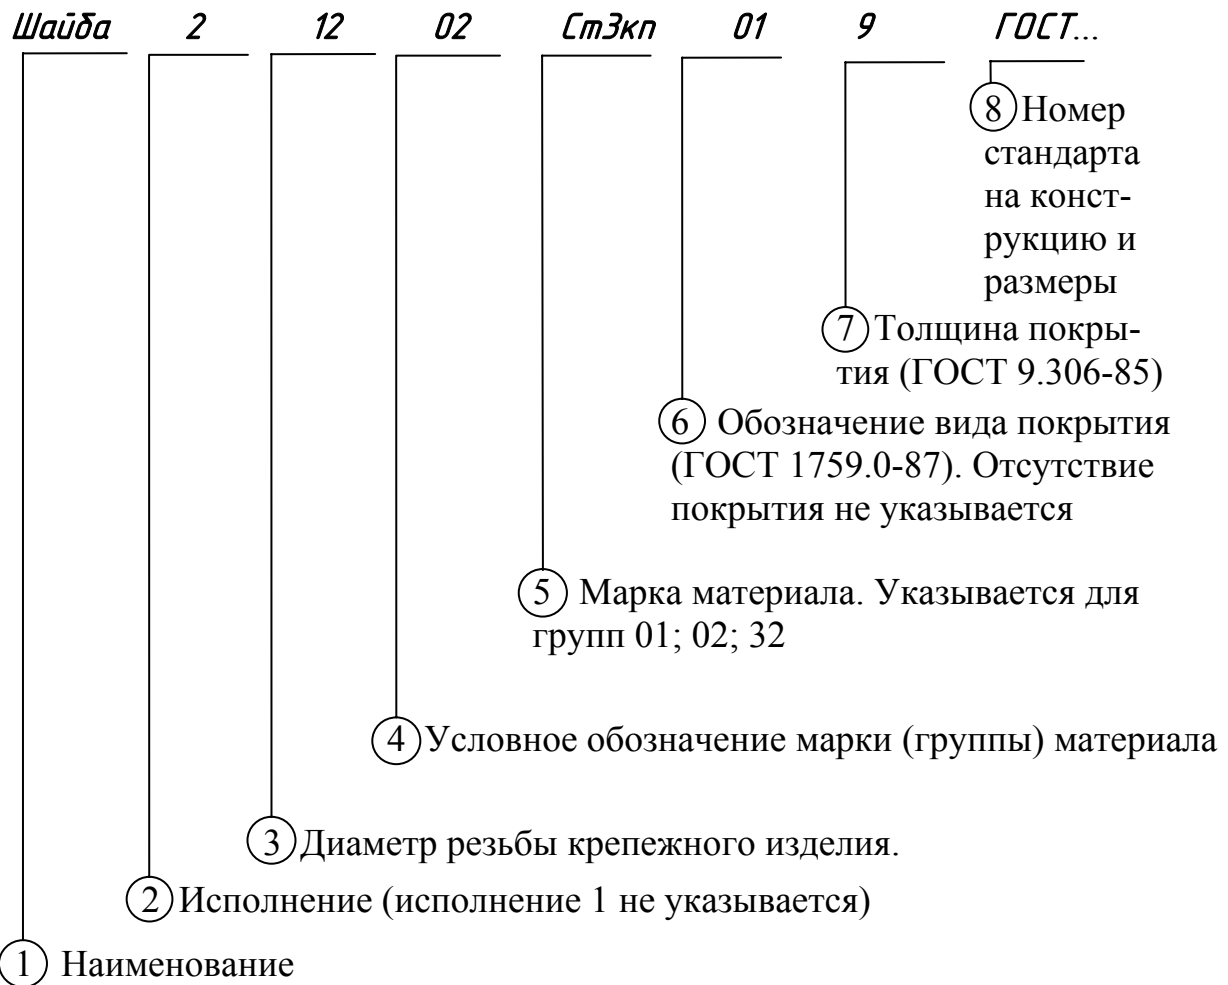 Шайба 2 12 02 Ст3кп 01 9 ГОСТ...
8 Номер
стандарта
на конст-
рукцию и
размеры
7 Толщина покры-
тия (ГОСТ 9.306-85)
6 Обозначение вида покрытия
(ГОСТ 1759.0-87). Отсутствие
покрытия не указывается
5 Марка материала. Указывается для
групп 01; 02; 32
4 Условное обозначение марки (группы) материала
3 Диаметр резьбы крепежного изделия.
2 Исполнение (исполнение 1 не указывается)
1 Наименование